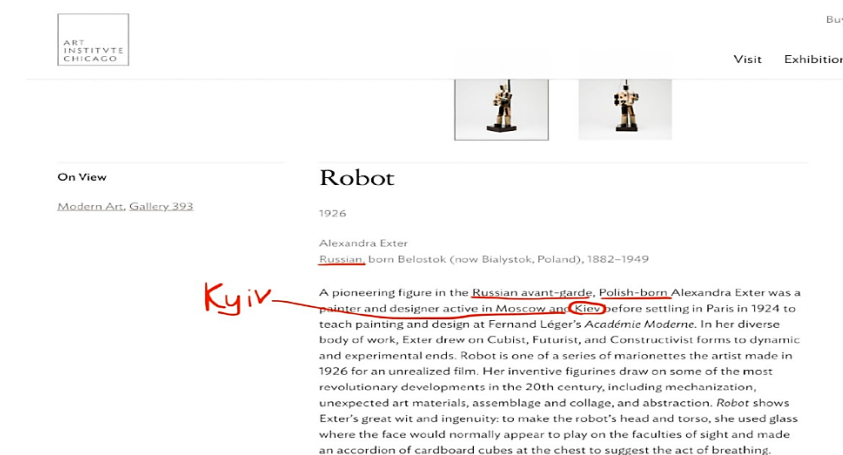 Buy
ART
INSTITVTE
CHICAGO
Visit Exhibition
On View
Robot
Modern Art, Gallery 393
1926
Alexandra Exter
Russian, born Belostok (now Bialystok, Poland), 1882–1949
Kyiv
A pioneering figure in the Russian avant-garde, Polish-born Alexandra Exter was a
painter and designer active in Moscow and Kiev before settling in Paris in 1924 to
teach painting and design at Fernand Léger's Académie Moderne. In her diverse
body of work, Exter drew on Cubist, Futurist, and Constructivist forms to dynamic
and experimental ends. Robot is one of a series of marionettes the artist made in
1926 for an unrealized film. Her inventive figurines draw on some of the most
revolutionary developments in the 20th century, including mechanization,
unexpected art materials, assemblage and collage, and abstraction. Robot shows
Exter's great wit and ingenuity: to make the robot's head and torso, she used glass
where the face would normally appear to play on the faculties of sight and made
an accordion of cardboard cubes at the chest to suggest the act of breathing.